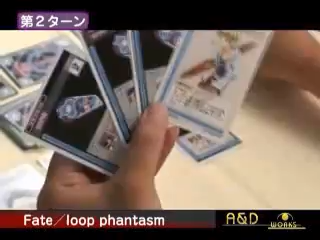 第2ターン
Fate／loop phantasm
A&D
WORKS